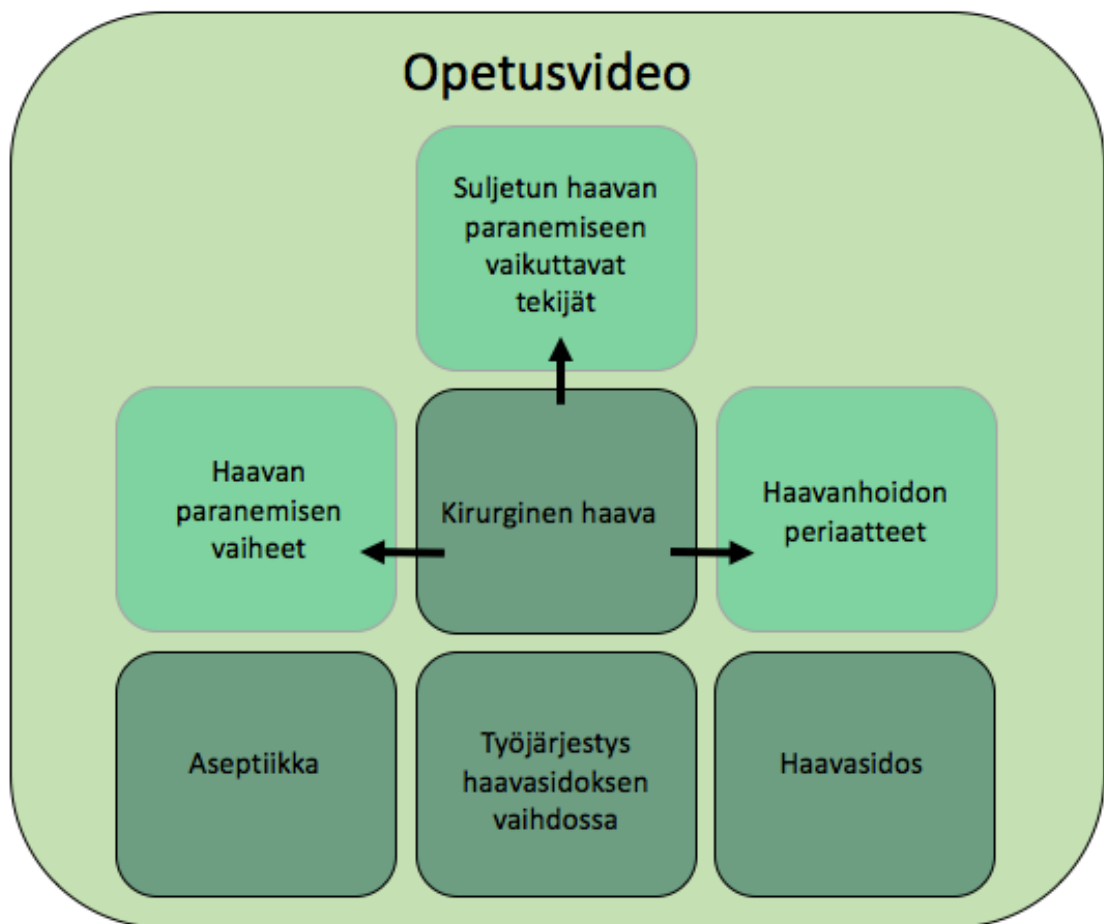 Opetusvideo
Suljetun haavan
paranemiseen
vaikuttavat
tekijät
Haavan
paranemisen
vaiheet
Kirurginen haava
Haavanhoidon
periaatteet
Aseptiikka
Työjärjestys
haavasidoksen
vaihdossa
Haavasidos